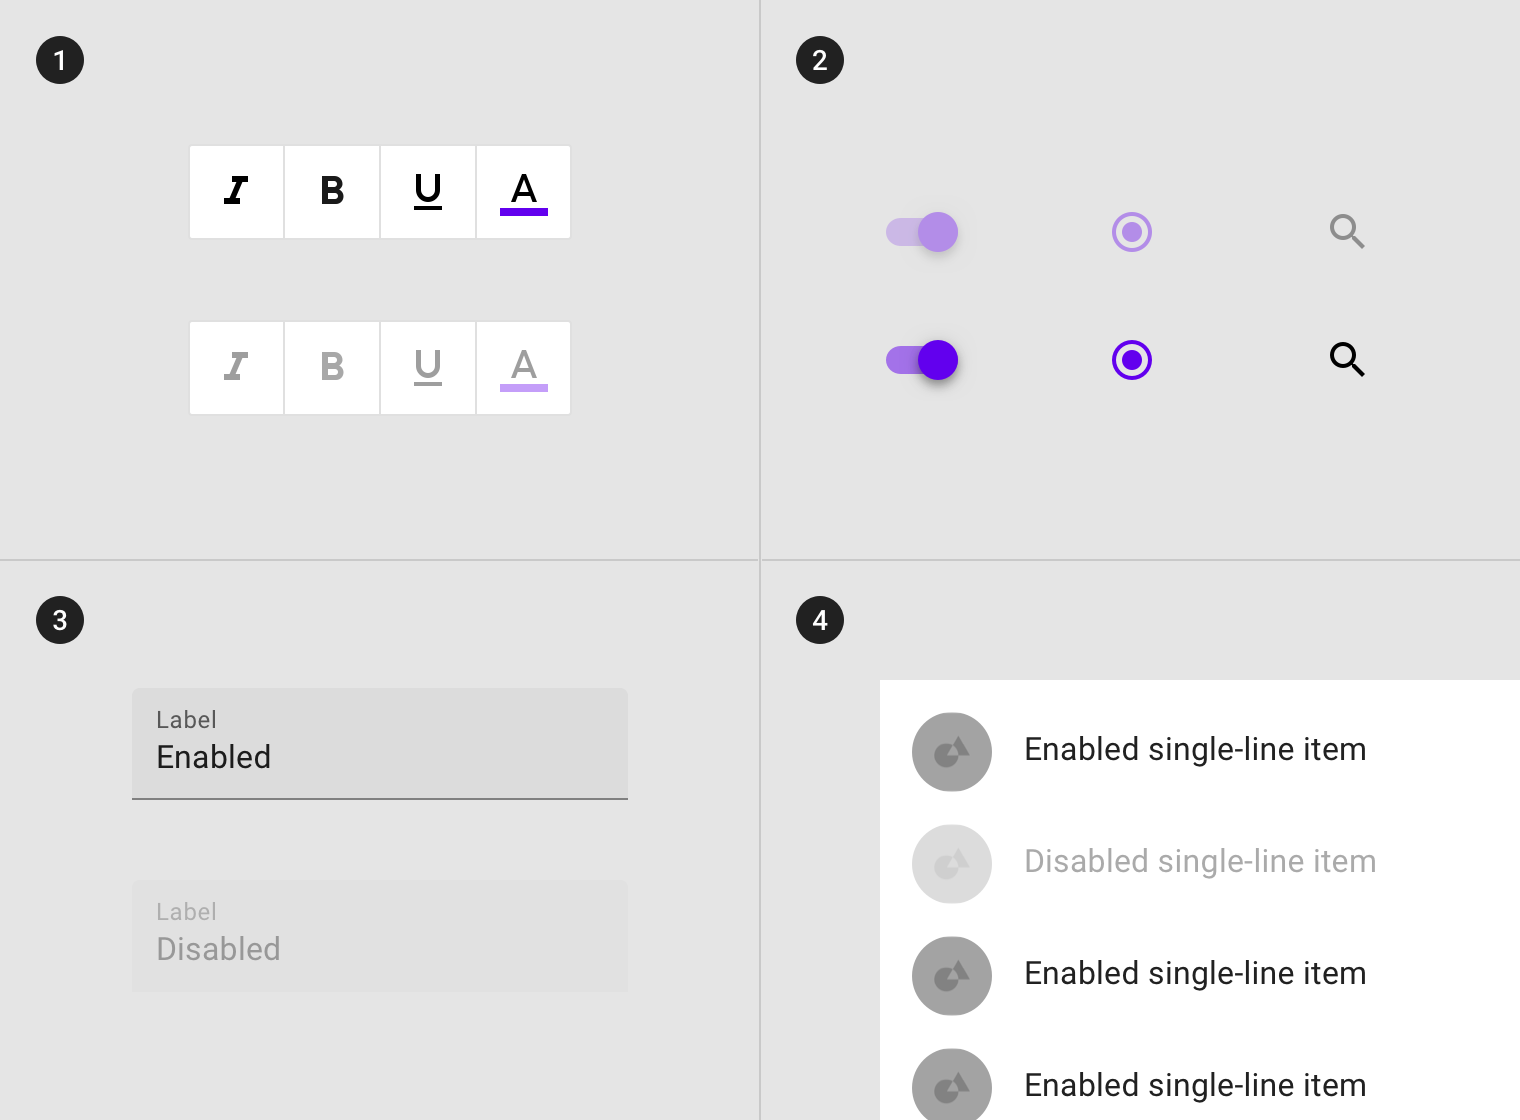 1
I B U A
I B U A
2
3
Label
Enabled
Label
Disabled
4
Enabled single-line item
Disabled single-line item
Enabled single-line item
Enabled single-line item